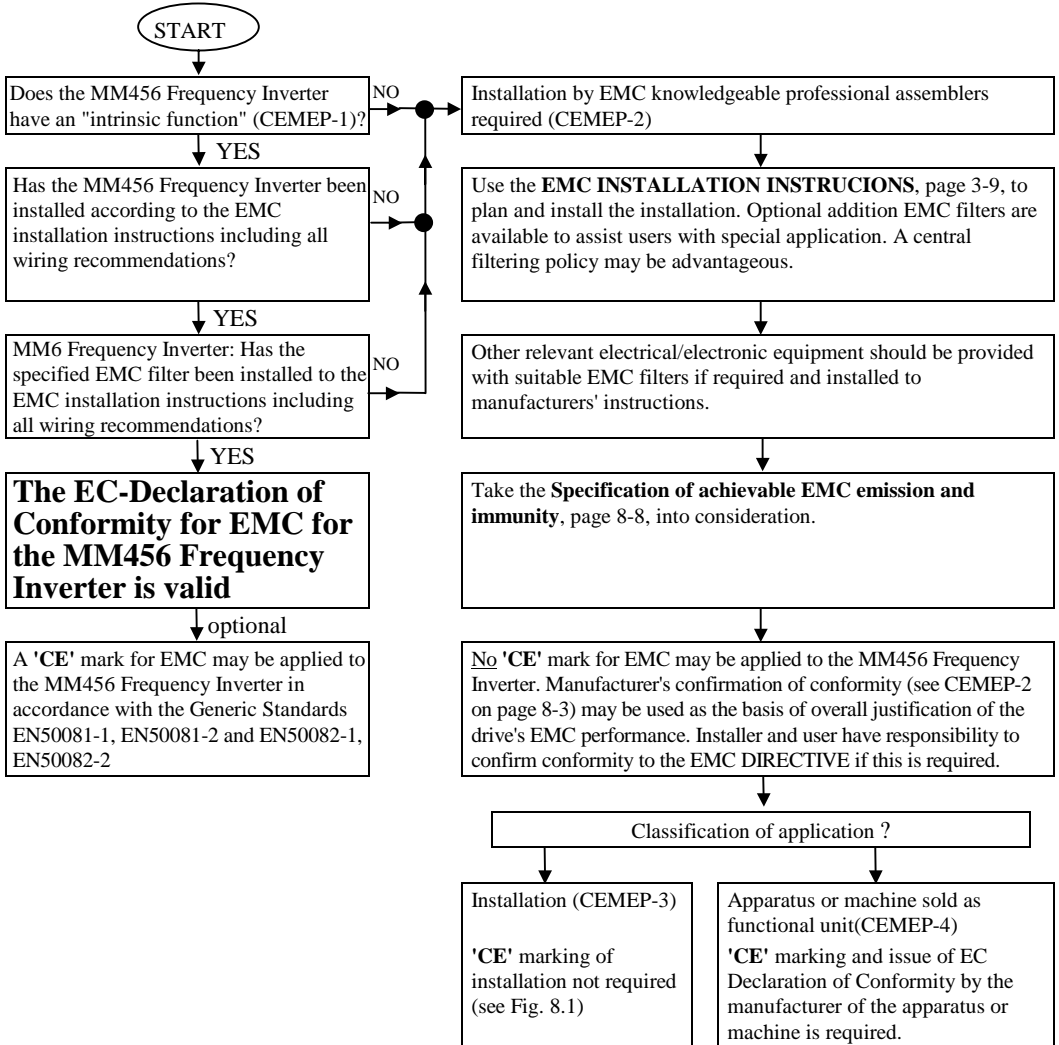 START
Does the MM456 Frequency Inverter
have an "intrinsic function" (CEMEP-1)?
NO
YES
Has the MM456 Frequency Inverter been
installed according to the EMC
installation instructions including all
wiring recommendations?
NO
YES
MM6 Frequency Inverter: Has the
specified EMC filter been installed to the
EMC installation instructions including
all wiring recommendations?
NO
YES
The EC-Declaration of
Conformity for EMC for
the MM456 Frequency
Inverter is valid
optional
A 'CE' mark for EMC may be applied to
the MM456 Frequency Inverter in
accordance with the Generic Standards
EN50081-1, EN50081-2 and EN50082-1,
EN50082-2
Installation by EMC knowledgeable professional assemblers
required (CEMEP-2)
Use the EMC INSTALLATION INSTRUCIONS, page 3-9, to
plan and install the installation. Optional addition EMC filters are
available to assist users with special application. A central
filtering policy may be advantageous.
Other relevant electrical/electronic equipment should be provided
with suitable EMC filters if required and installed to
manufacturers' instructions.
Take the Specification of achievable EMC emission and
immunity, page 8-8, into consideration.
No 'CE' mark for EMC may be applied to the MM456 Frequency
Inverter. Manufacturer's confirmation of conformity (see CEMEP-2
on page 8-3) may be used as the basis of overall justification of the
drive's EMC performance. Installer and user have responsibility to
confirm conformity to the EMC DIRECTIVE if this is required.
Classification of application ?
Installation (CEMEP-3)
'CE' marking of
installation not required
(see Fig. 8.1)
Apparatus or machine sold as
functional unit(CEMEP-4)
'CE' marking and issue of EC
Declaration of Conformity by the
manufacturer of the apparatus or
machine is required.